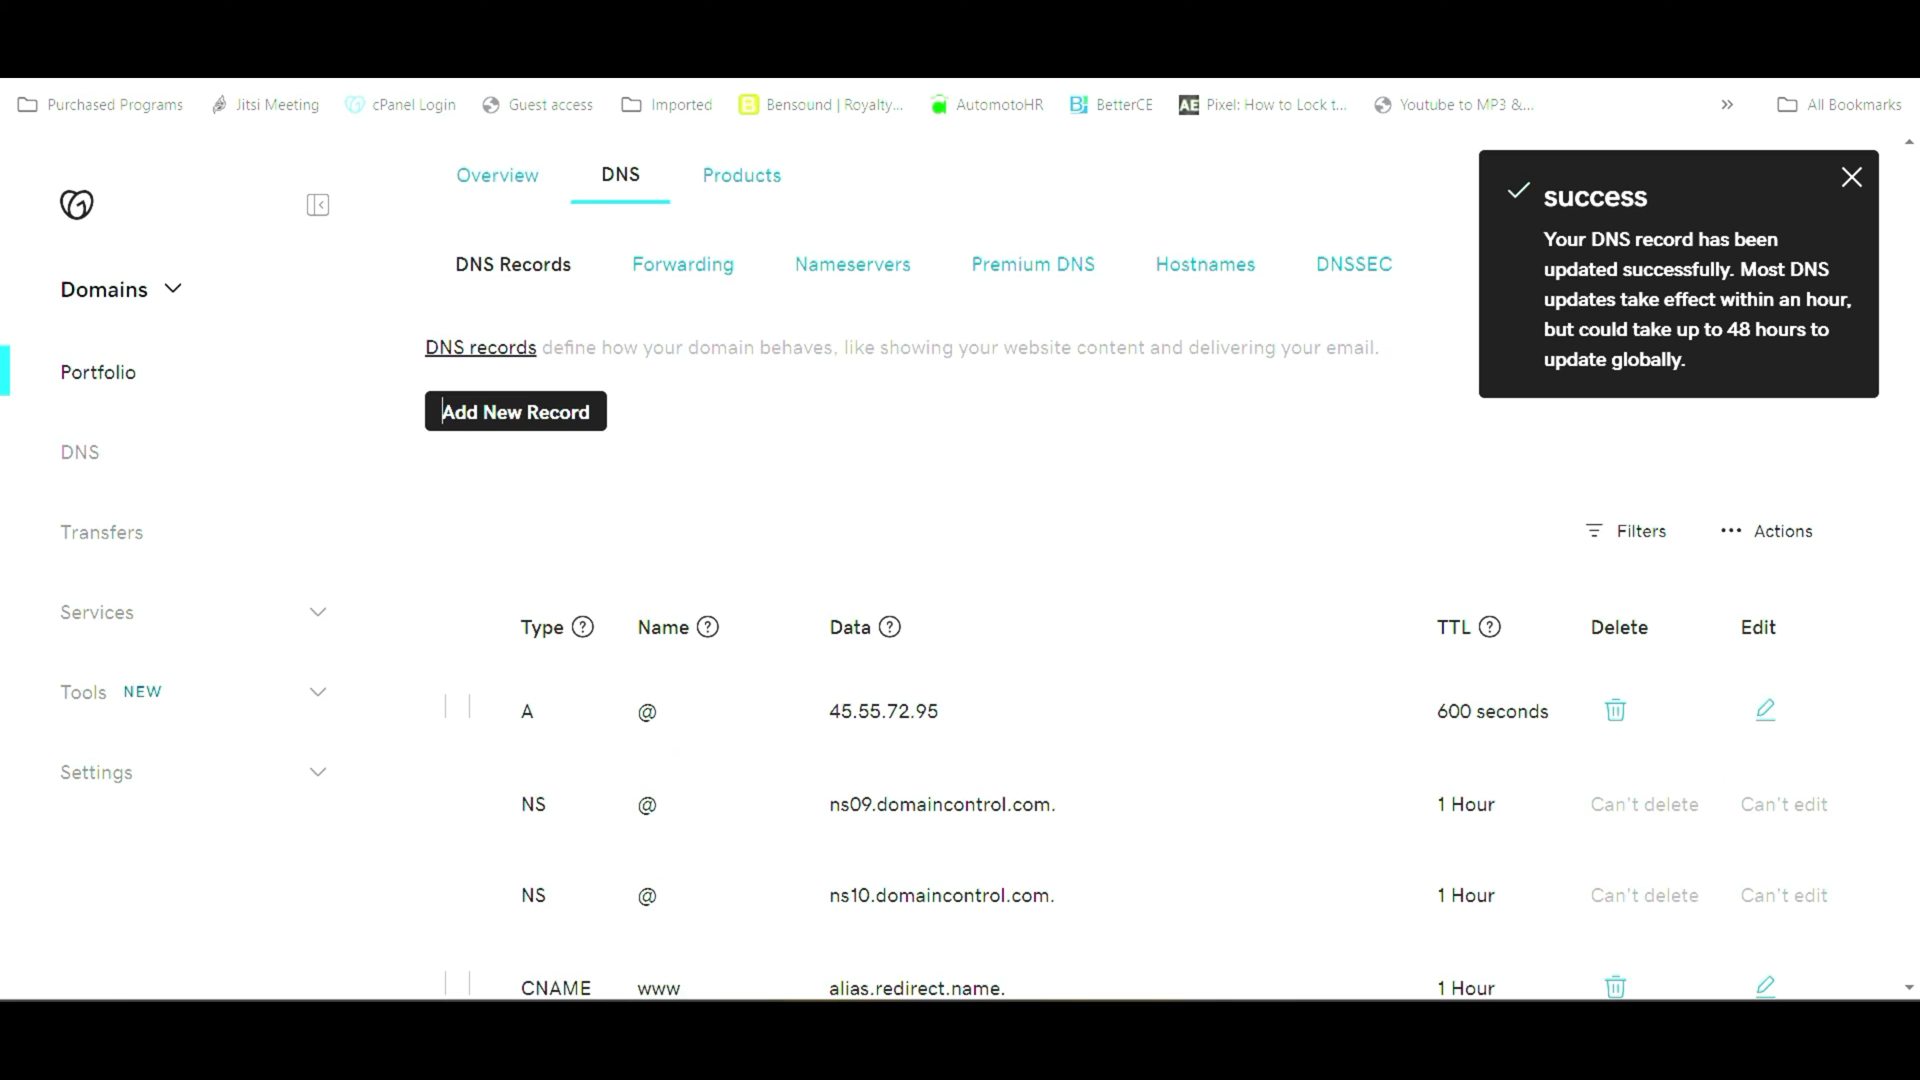 Purchased Programs Jitsi Meeting cPanel Login Guest access Imported Bensound | Royalty... AutomotoHR BetterCE AE Pixel: How to Lock t... Youtube to MP3 &... » All Bookmarks
Overview DNS Products
success
Your DNS record has been
updated successfully. Most DNS
updates take effect within an hour,
but could take up to 48 hours to
update globally.
DNS Records Forwarding Nameservers Premium DNS Hostnames DNSSEC
Domains
DNS records define how your domain behaves, like showing your website content and delivering your email.
Portfolio
Add New Record
DNS
Transfers
Filters ••• Actions
Services
Type ? Name ? Data ? TTL ? Delete Edit
Tools NEW
A @ 45.55.72.95 600 seconds
Settings
NS @ ns09.domaincontrol.com. 1 Hour Can't delete Can't edit
NS @ ns10.domaincontrol.com. 1 Hour Can't delete Can't edit
CNAME www alias.redirect.name. 1 Hour